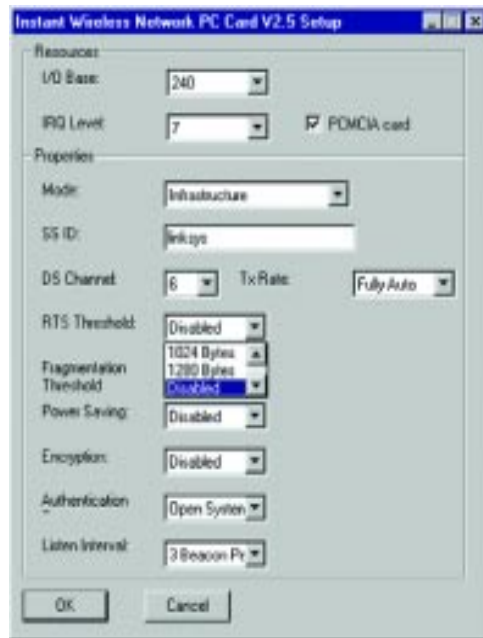 Instant Wireless Network PC Card V2.5 Setup
Resources
I/O Base:
240
IRQ Level:
7
PCMCIA card
Properties
Mode:
Infrastructure
SS ID:
linksys
DS Channel:
6
Tx Rate:
Fully Auto
RTS Threshold:
Disabled
1024 Bytes
1280 Bytes
Disabled
Fragmentation
Threshold
Power Saving:
Disabled
Encryption:
Disabled
Authentication
Open System
Listen Interval:
3 Beacon Pe
OK
Cancel